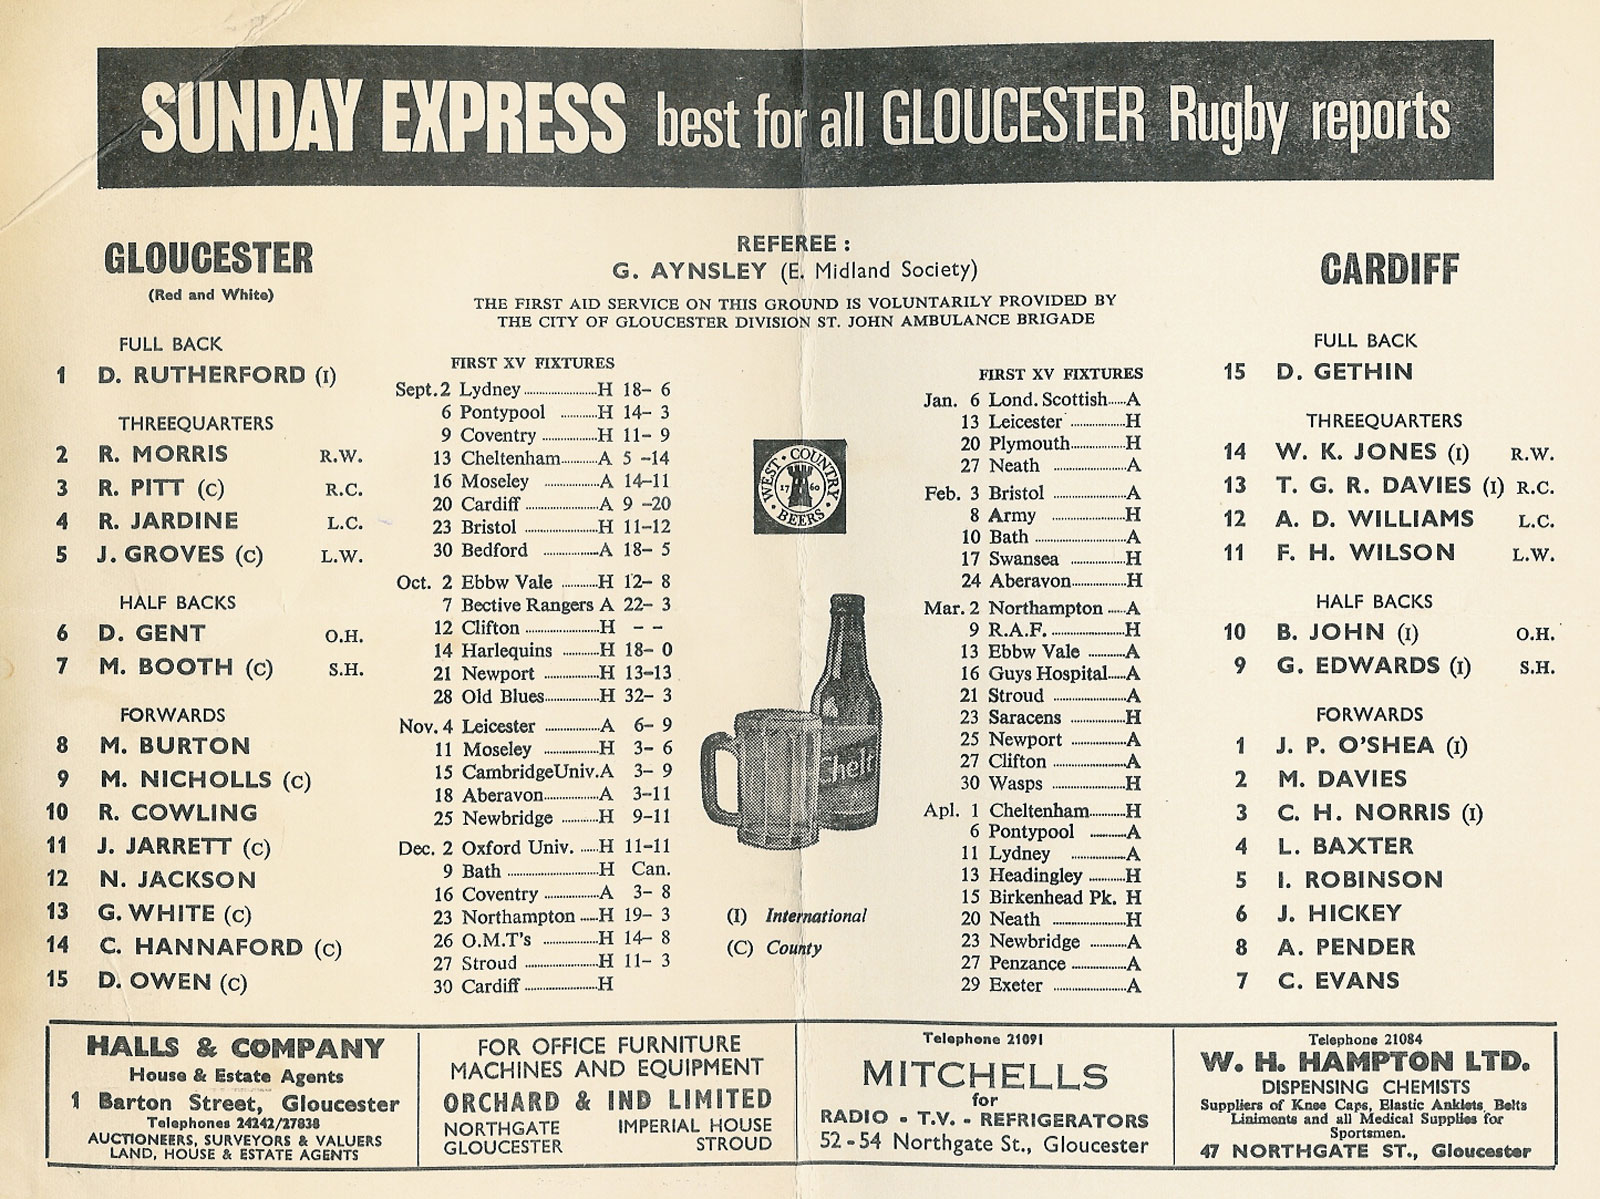 SUNDAY EXPRESS best for all GLOUCESTER Rugby reports
GLOUCESTER
(Red and White)
FULL BACK
1 D. RUTHERFORD (I)
THREEQUARTERS
2 R. MORRIS R.W.
3 R. PITT (C) R.C.
4 R. JARDINE L.C.
5 J. GROVES (C) L.W.
HALF BACKS
6 D. GENT O.H.
7 M. BOOTH (C) S.H.
FORWARDS
8 M. BURTON
9 M. NICHOLLS (C)
10 R. COWLING
11 J. JARRETT (C)
12 N. JACKSON
13 G. WHITE (C)
14 C. HANNAFORD (C)
15 D. OWEN (C)
REFEREE :
G. AYNSLEY (E. Midland Society)
THE FIRST AID SERVICE ON THIS GROUND IS VOLUNTARILY PROVIDED BY
THE CITY OF GLOUCESTER DIVISION ST. JOHN AMBULANCE BRIGADE
FIRST XV FIXTURES
Sept. 2 Lydney H 18– 6
6 Pontypool H 14– 3
9 Coventry H 11– 9
13 Cheltenham A 5 –14
16 Moseley A 14–11
20 Cardiff A 9 –20
23 Bristol H 11–12
30 Bedford A 18– 5
Oct. 2 Ebbw Vale H 12– 8
7 Bective Rangers A 22– 3
12 Clifton H – –
14 Harlequins H 18– 0
21 Newport H 13–13
28 Old Blues H 32– 3
Nov. 4 Leicester A 6– 9
11 Moseley H 3– 6
15 Cambridge Univ. A 3– 9
18 Aberavon A 3–11
25 Newbridge H 9–11
Dec. 2 Oxford Univ. H 11–11
9 Bath H Can.
16 Coventry A 3– 8
23 Northampton H 19– 3
26 O.M.T's H 14– 8
27 Stroud H 11– 3
30 Cardiff H
WEST · COUNTRY · BEERS
17 60
Chelt
(I) International
(C) County
FIRST XV FIXTURES
Jan. 6 Lond. Scottish A
13 Leicester H
20 Plymouth H
27 Neath A
Feb. 3 Bristol A
8 Army H
10 Bath A
17 Swansea H
24 Aberavon H
Mar. 2 Northampton A
9 R.A.F. H
13 Ebbw Vale A
16 Guys Hospital A
21 Stroud A
23 Saracens H
25 Newport A
27 Clifton A
30 Wasps H
Apl. 1 Cheltenham H
6 Pontypool A
11 Lydney A
13 Headingley H
15 Birkenhead Pk. H
20 Neath H
23 Newbridge A
27 Penzance A
29 Exeter A
CARDIFF
FULL BACK
15 D. GETHIN
THREEQUARTERS
14 W. K. JONES (I) R.W.
13 T. G. R. DAVIES (I) R.C.
12 A. D. WILLIAMS L.C.
11 F. H. WILSON L.W.
HALF BACKS
10 B. JOHN (I) O.H.
9 G. EDWARDS (I) S.H.
FORWARDS
1 J. P. O'SHEA (I)
2 M. DAVIES
3 C. H. NORRIS (I)
4 L. BAXTER
5 I. ROBINSON
6 J. HICKEY
8 A. PENDER
7 C. EVANS
HALLS & COMPANY
House & Estate Agents
1 Barton Street, Gloucester
Telephones 24242/27838
AUCTIONEERS, SURVEYORS & VALUERS
LAND, HOUSE & ESTATE AGENTS
FOR OFFICE FURNITURE
MACHINES AND EQUIPMENT
ORCHARD & IND LIMITED
NORTHGATE IMPERIAL HOUSE
GLOUCESTER STROUD
Telephone 21091
MITCHELLS
for
RADIO - T.V. - REFRIGERATORS
52-54 Northgate St., Gloucester
Telephone 21084
W. H. HAMPTON LTD.
DISPENSING CHEMISTS
Suppliers of Knee Caps, Elastic Anklets, Belts
Liniments and all Medical Supplies for
Sportsmen.
47 NORTHGATE ST., Gloucester